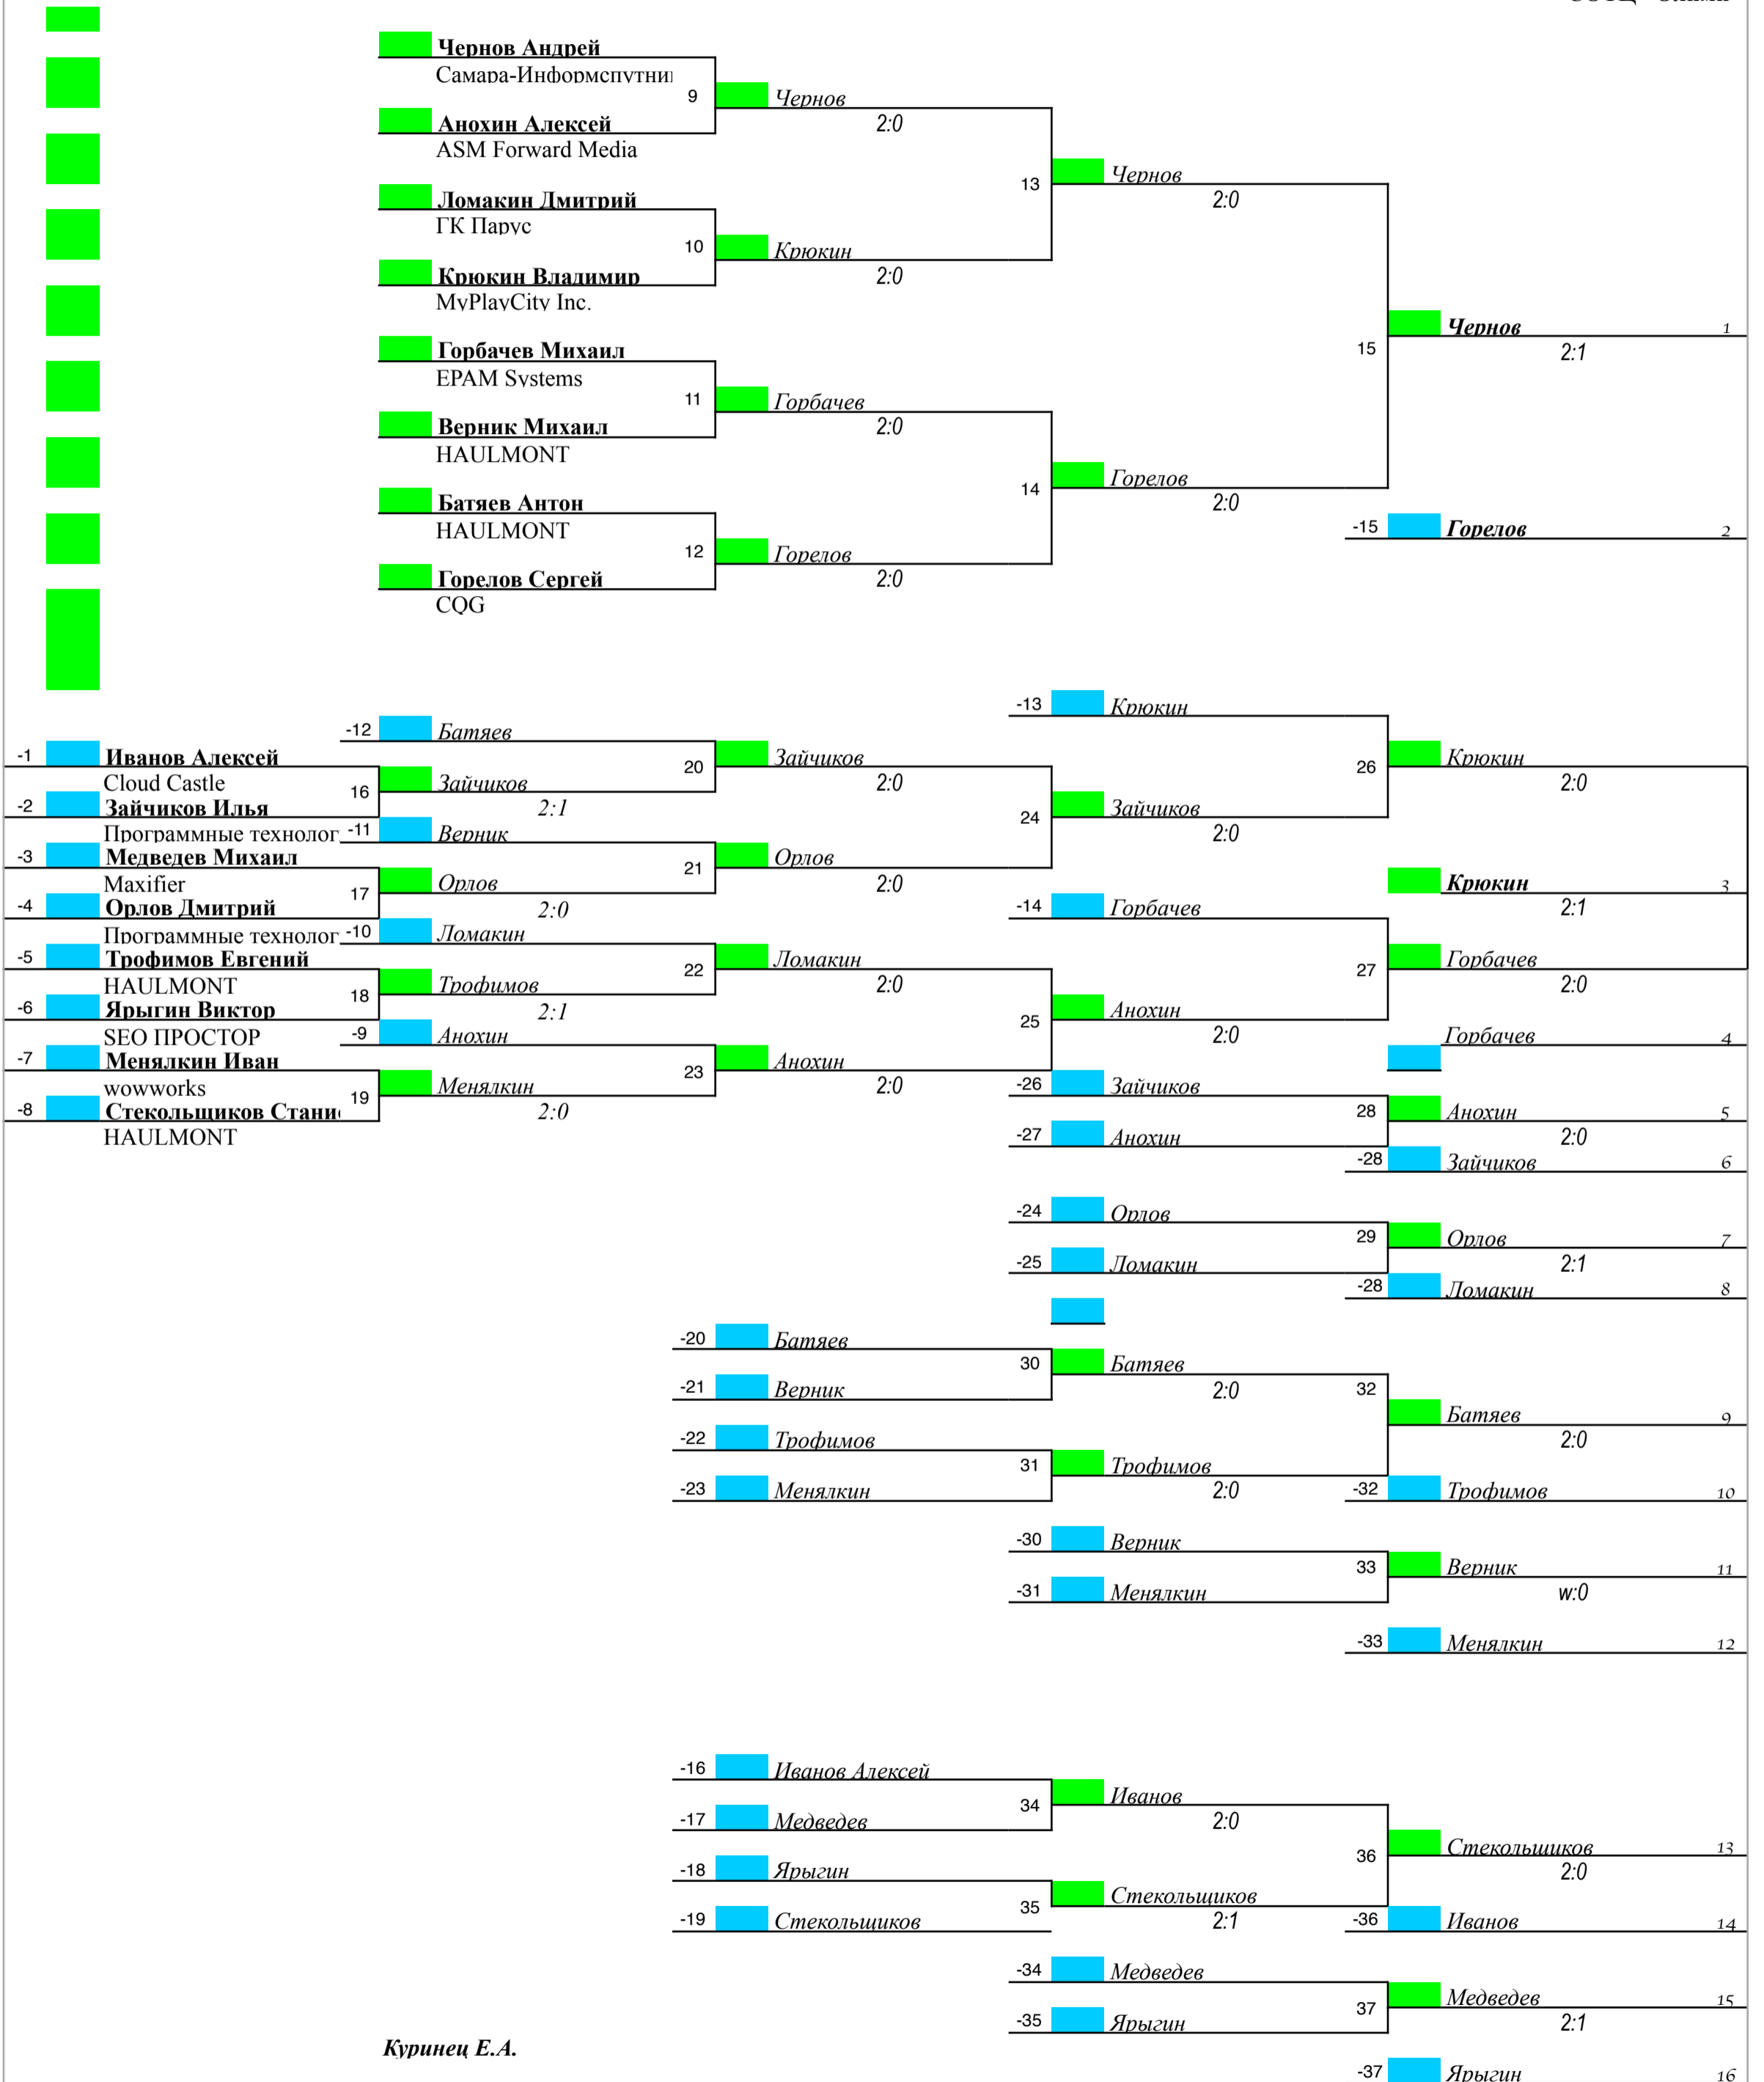 Чернов Андрей
Самара-Информспутни
9
Чернов
2:0
Анохин Алексей
ASM Forward Media
13
Чернов
2:0
Ломакин Дмитрий
ГК Парус
10
Крюкин
2:0
Крюкин Владимир
MyPlayCity Inc.
15
Чернов
1
2:1
Горбачев Михаил
EPAM Systems
11
Горбачев
2:0
Верник Михаил
HAULMONT
14
Горелов
2:0
Батяев Антон
HAULMONT
-15
Горелов
2
12
Горелов
2:0
Горелов Сергей
CQG
-13
Крюкин
-12
Батяев
-1
Иванов Алексей
20
Зайчиков
2:0
26
Крюкин
2:0
Cloud Castle
16
Зайчиков
2:1
-2
Зайчиков Илья
24
Зайчиков
2:0
Программные технолог
-11
Верник
-3
Медведев Михаил
21
Орлов
2:0
Maxifier
17
Орлов
2:0
Крюкин
3
2:1
-4
Орлов Дмитрий
-14
Горбачев
Программные технолог
-10
Ломакин
-5
Трофимов Евгений
22
Ломакин
2:0
27
Горбачев
2:0
HAULMONT
18
Трофимов
2:1
-6
Ярыгин Виктор
25
Анохин
2:0
SEO ПРОСТОР
-9
Анохин
Горбачев
4
-7
Менялкин Иван
23
Анохин
2:0
wowworks
19
Менялкин
2:0
-26
Зайчиков
-8
Стекольщиков Стани
28
Анохин
5
2:0
HAULMONT
-27
Анохин
-28
Зайчиков
6
-24
Орлов
29
Орлов
7
2:1
-25
Ломакин
-28
Ломакин
8
-20
Батяев
30
Батяев
2:0
-21
Верник
32
Батяев
9
2:0
-22
Трофимов
31
Трофимов
2:0
-23
Менялкин
-32
Трофимов
10
-30
Верник
33
Верник
11
w:0
-31
Менялкин
-33
Менялкин
12
-16
Иванов Алексей
34
Иванов
2:0
-17
Медведев
36
Стекольщиков
13
2:0
-18
Ярыгин
35
Стекольщиков
2:1
-19
Стекольщиков
-36
Иванов
14
-34
Медведев
37
Медведев
15
2:1
-35
Ярыгин
Куринец Е.А.
-37
Ярыгин
16